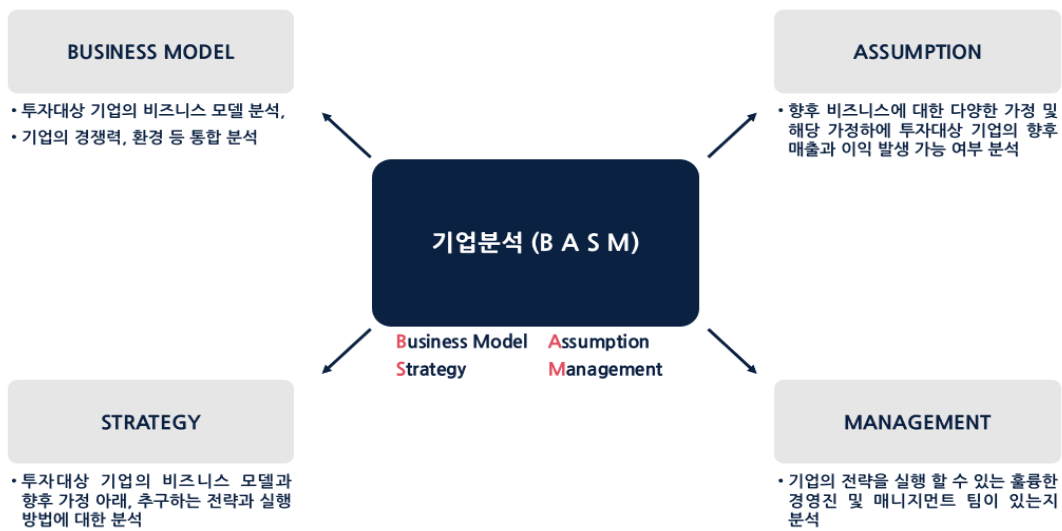 BUSINESS MODEL
• 투자대상 기업의 비즈니스 모델 분석,
• 기업의 경쟁력, 환경 등 통합 분석
ASSUMPTION
• 향후 비즈니스에 대한 다양한 가정 및
해당 가정하에 투자대상 기업의 향후
매출과 이익 발생 가능 여부 분석
기업분석 (B A S M)
Business Model Assumption
Strategy Management
STRATEGY
• 투자대상 기업의 비즈니스 모델과
향후 가정 아래, 추구하는 전략과 실행
방법에 대한 분석
MANAGEMENT
• 기업의 전략을 실행 할 수 있는 훌륭한
경영진 및 매니지먼트 팀이 있는지
분석